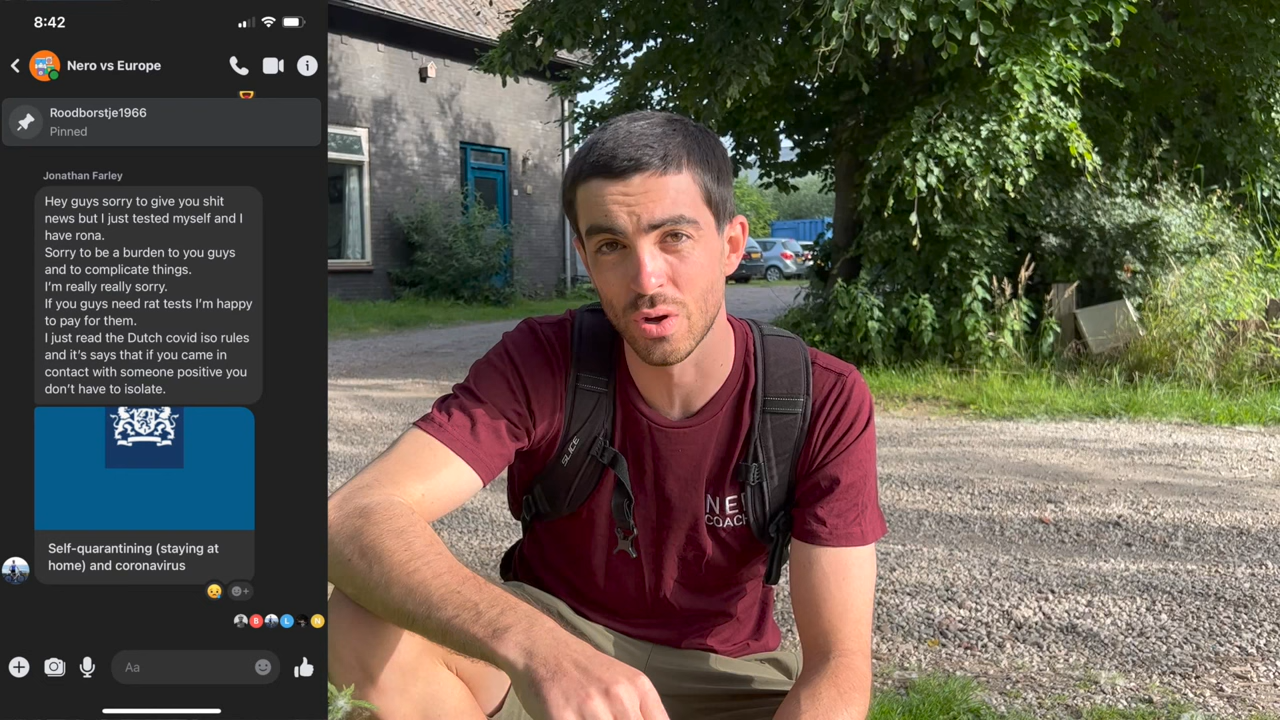 8:42
Nero vs Europe
Roodborstje1966
Pinned
Jonathan Farley
Hey guys sorry to give you shit
news but I just tested myself and I
have rona.
Sorry to be a burden to you guys
and to complicate things.
I'm really really sorry.
If you guys need rat tests I'm happy
to pay for them.
I just read the Dutch covid iso rules
and it's says that if you came in
contact with someone positive you
don't have to isolate.
Self-quarantining (staying at
home) and coronavirus
B
L
N
Aa
SLICE
NE
COACH